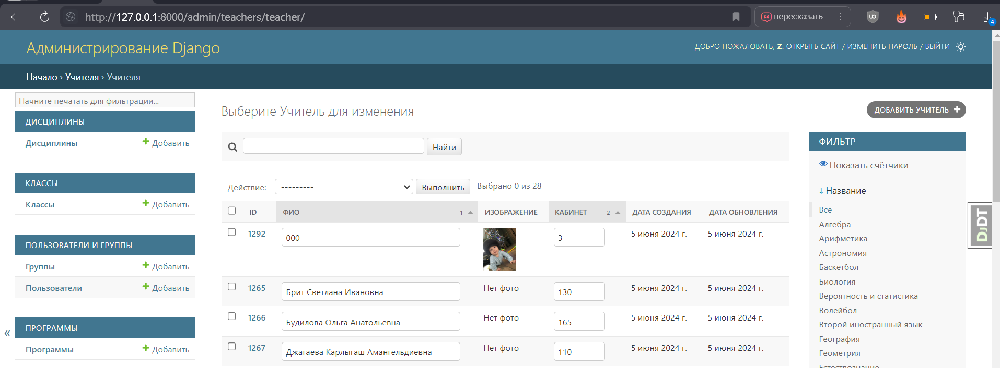 http://127.0.0.1:8000/admin/teachers/teacher/
пересказать
4
Администрирование Django
ДОБРО ПОЖАЛОВАТЬ, Z. ОТКРЫТЬ САЙТ / ИЗМЕНИТЬ ПАРОЛЬ / ВЫЙТИ
Начало › Учителя › Учителя
Начните печатать для фильтрации...
ДИСЦИПЛИНЫ
Дисциплины Добавить
КЛАССЫ
Классы Добавить
ПОЛЬЗОВАТЕЛИ И ГРУППЫ
Группы Добавить
Пользователи Добавить
ПРОГРАММЫ
Программы Добавить
«
Выберите Учитель для изменения
ДОБАВИТЬ УЧИТЕЛЬ +
Найти
Действие: --------- Выполнить Выбрано 0 из 28
ID ФИО 1 ИЗОБРАЖЕНИЕ КАБИНЕТ 2 ДАТА СОЗДАНИЯ ДАТА ОБНОВЛЕНИЯ
1292 000 3 5 июня 2024 г. 5 июня 2024 г.
1265 Брит Светлана Ивановна Нет фото 130 5 июня 2024 г. 5 июня 2024 г.
1266 Будилова Ольга Анатольевна Нет фото 165 5 июня 2024 г. 5 июня 2024 г.
1267 Джагаева Карлыгаш Амангельдиевна Нет фото 110 5 июня 2024 г. 5 июня 2024 г.
ФИЛЬТР
Показать счётчики
↓ Название
Все
Алгебра
Арифметика
Астрономия
Баскетбол
Биология
Вероятность и статистика
Волейбол
Второй иностранный язык
География
Геометрия
Естествознание
DJDT